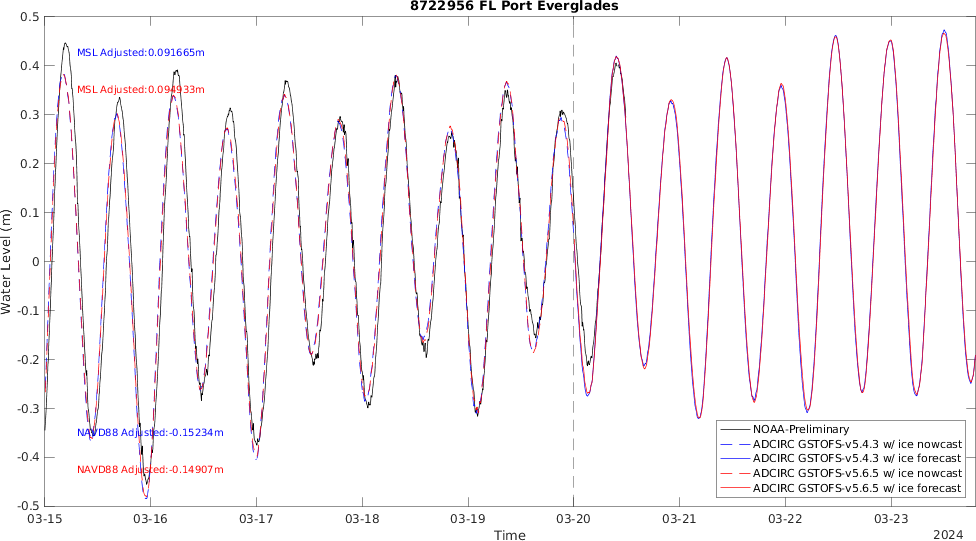 8722956 FL Port Everglades
0.5
0.4
0.3
0.2
0.1
0
-0.1
-0.2
-0.3
-0.4
-0.5
Water Level (m)
MSL Adjusted:0.091665m
MSL Adjusted:0.094933m
NAVD88 Adjusted:-0.15234m
NAVD88 Adjusted:-0.14907m
NOAA-Preliminary
ADCIRC GSTOFS-v5.4.3 w/ ice nowcast
ADCIRC GSTOFS-v5.4.3 w/ ice forecast
ADCIRC GSTOFS-v5.6.5 w/ ice nowcast
ADCIRC GSTOFS-v5.6.5 w/ ice forecast
03-15 03-16 03-17 03-18 03-19 03-20 03-21 03-22 03-23
Time
2024